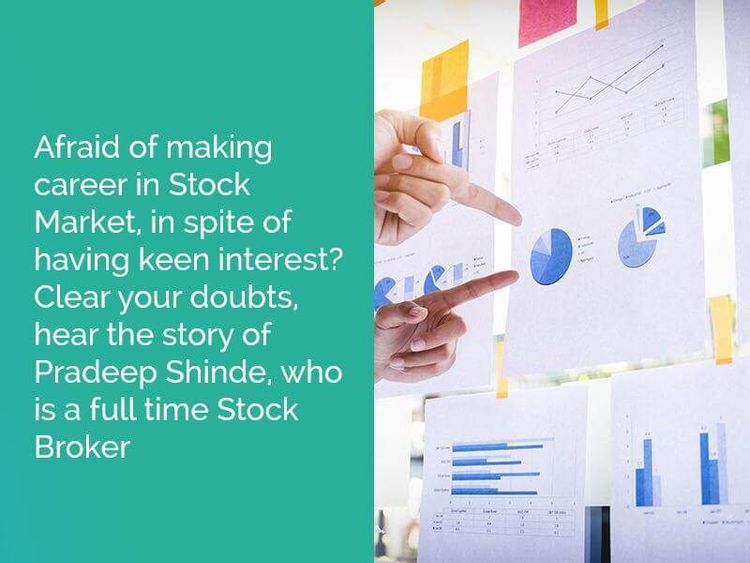 Afraid of making
career in Stock
Market, in spite of
having keen interest?
Clear your doubts,
hear the story of
Pradeep Shinde, who
is a full time Stock
Broker